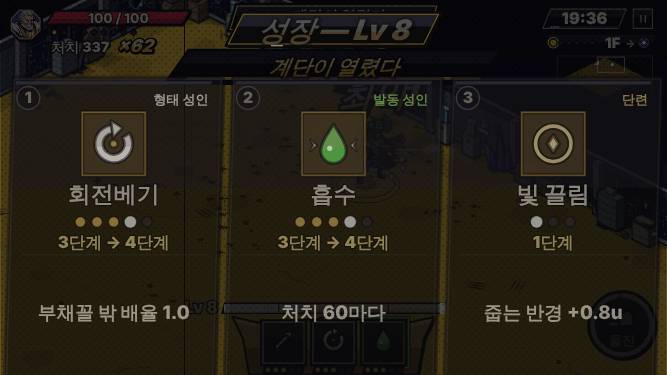 100 / 100
처치 337 ×62
성장 — Lv 8
19:36
1F →
계단이 열렸다
1 형태 성인
회전베기
3단계 → 4단계
부채꼴 밖 배율 1.0
2 발동 성인
흡수
3단계 → 4단계
처치 60마다
3 단련
빛 끌림
1단계
줍는 반경 +0.8u
Lv 8
돌진